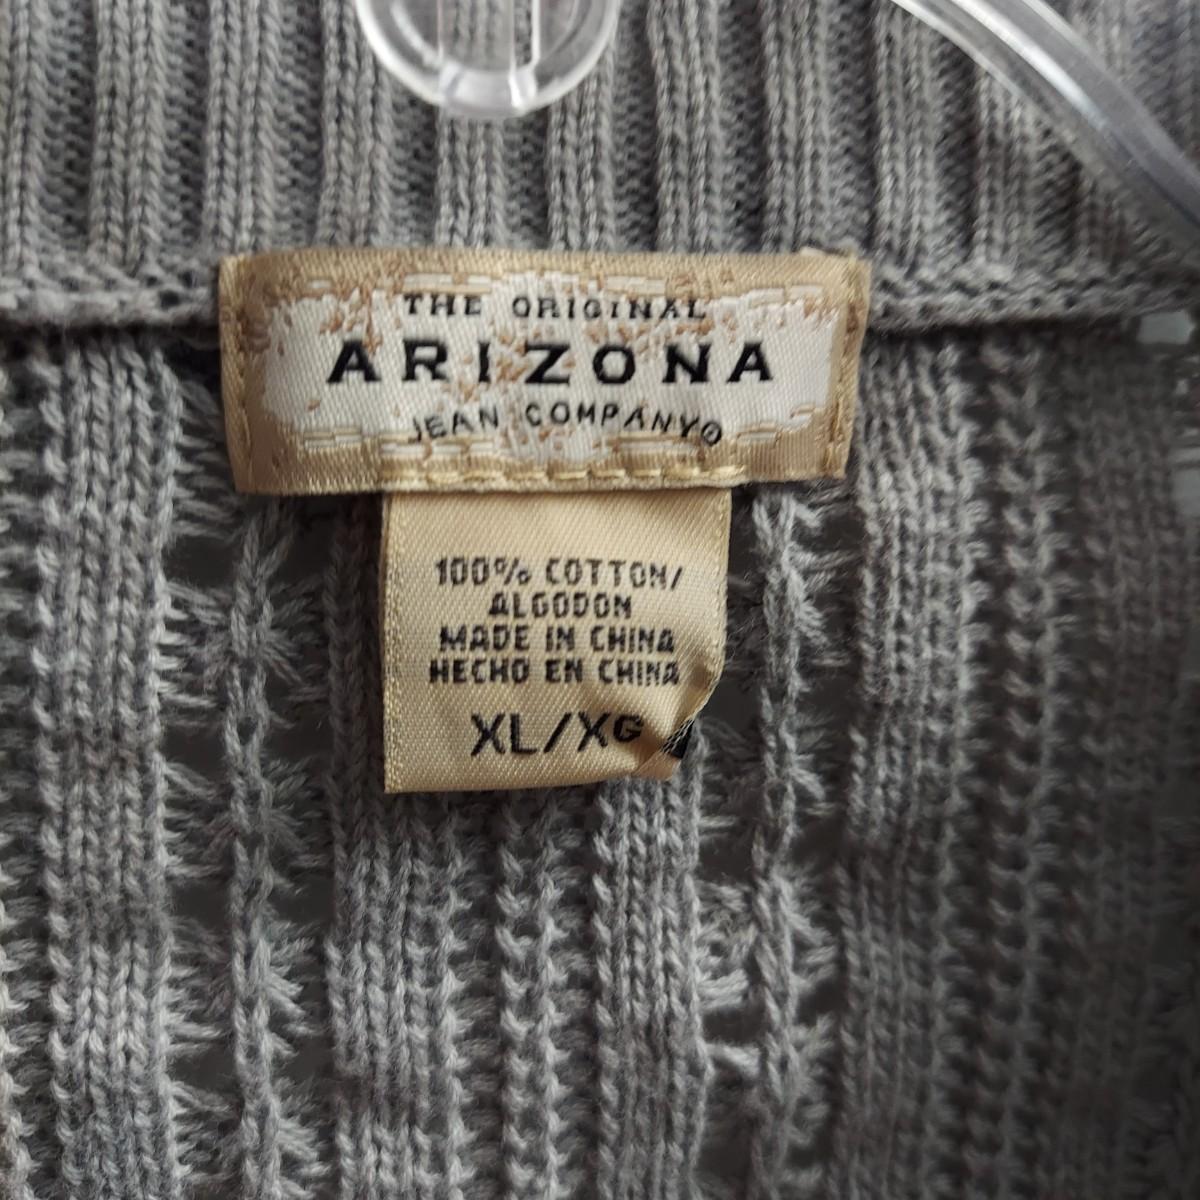 THE ORIGINAL
ARIZONA
JEAN COMPANY®
100% COTTON/
ALGODON
MADE IN CHINA
HECHO EN CHINA
XL/XG